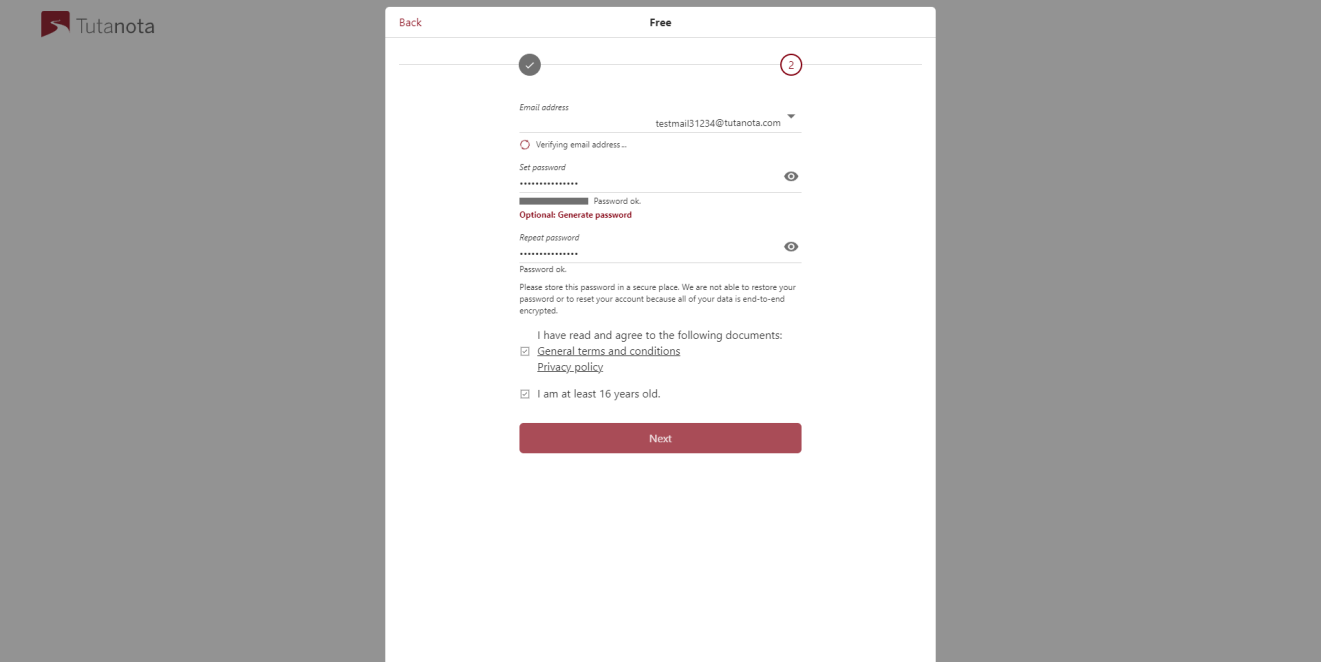 Tutanota
Back
Free
2
Email address
testmail31234@tutanota.com
Verifying email address...
Set password
•••••••••••••••
Password ok.
Optional: Generate password
Repeat password
•••••••••••••••
Password ok.
Please store this password in a secure place. We are not able to restore your
password or to reset your account because all of your data is end-to-end
encrypted.
I have read and agree to the following documents:
General terms and conditions
Privacy policy
I am at least 16 years old.
Next